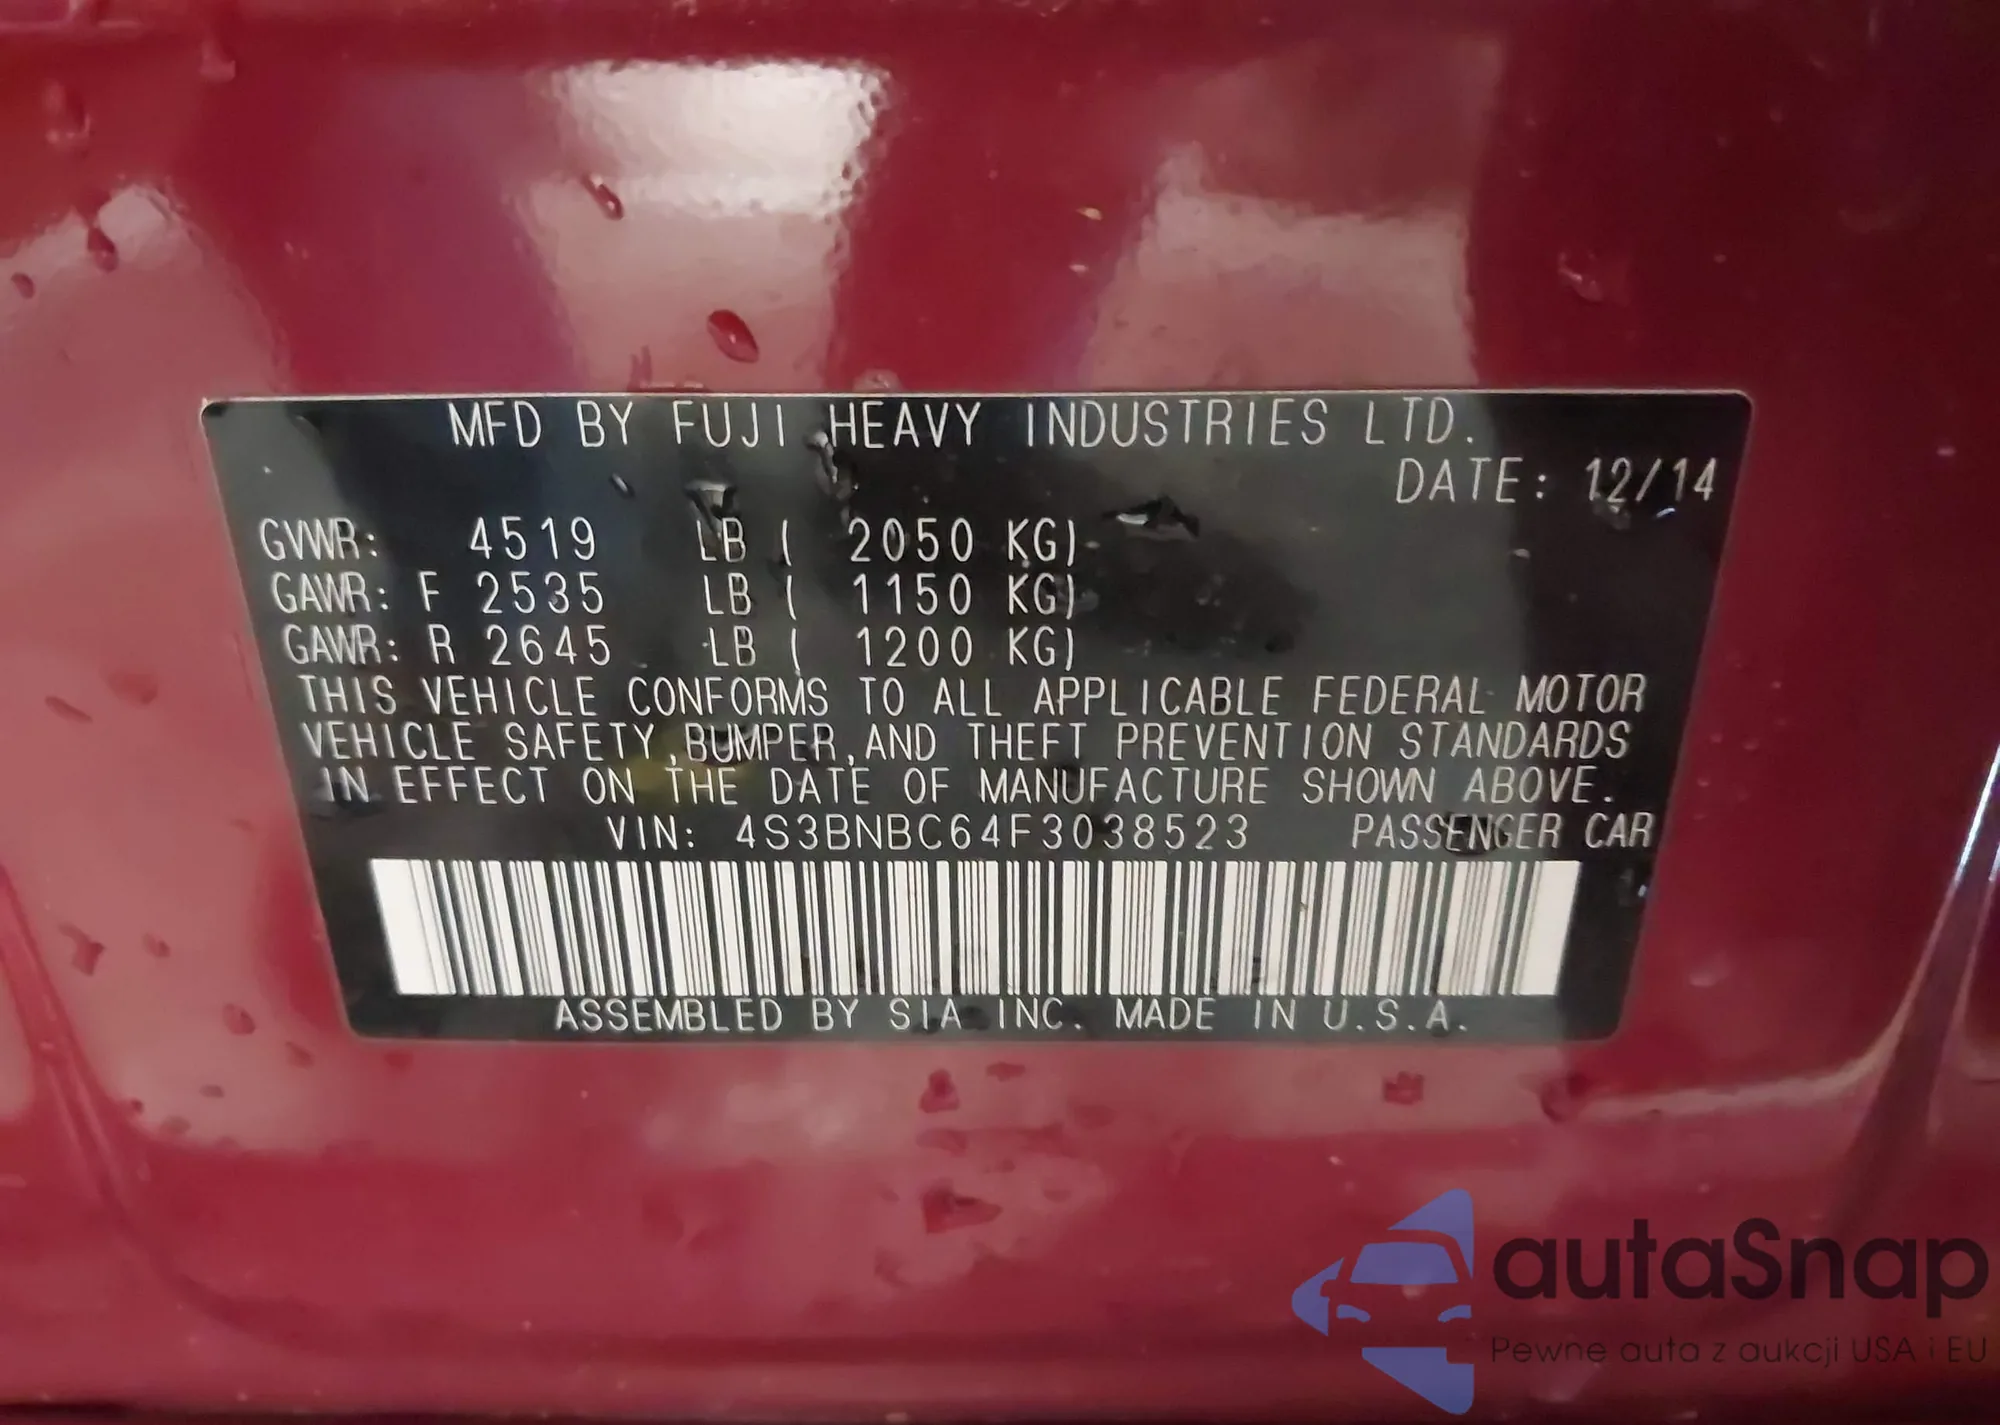 MFD BY FUJI HEAVY INDUSTRIES LTD.
DATE: 12/14
GVWR: 4519 LB ( 2050 KG)
GAWR: F 2535 LB ( 1150 KG)
GAWR: R 2645 LB ( 1200 KG)
THIS VEHICLE CONFORMS TO ALL APPLICABLE FEDERAL MOTOR
VEHICLE SAFETY,BUMPER,AND THEFT PREVENTION STANDARDS
IN EFFECT ON THE DATE OF MANUFACTURE SHOWN ABOVE.
VIN: 4S3BNBC64F3038523 PASSENGER CAR
ASSEMBLED BY SIA INC. MADE IN U.S.A.
autaSnap
Pewne auta z aukcji USA i EU